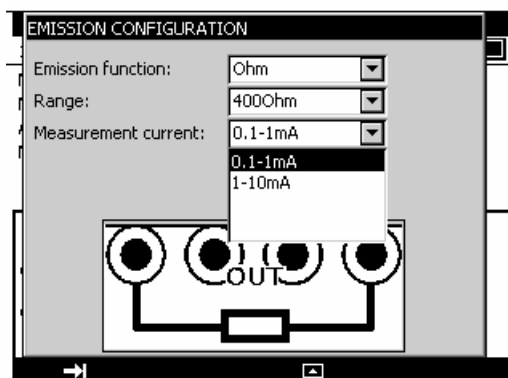 EMISSION CONFIGURATION
Emission function: Ohm
Range: 400Ohm
Measurement current: 0.1-1mA
0.1-1mA
1-10mA
OUT